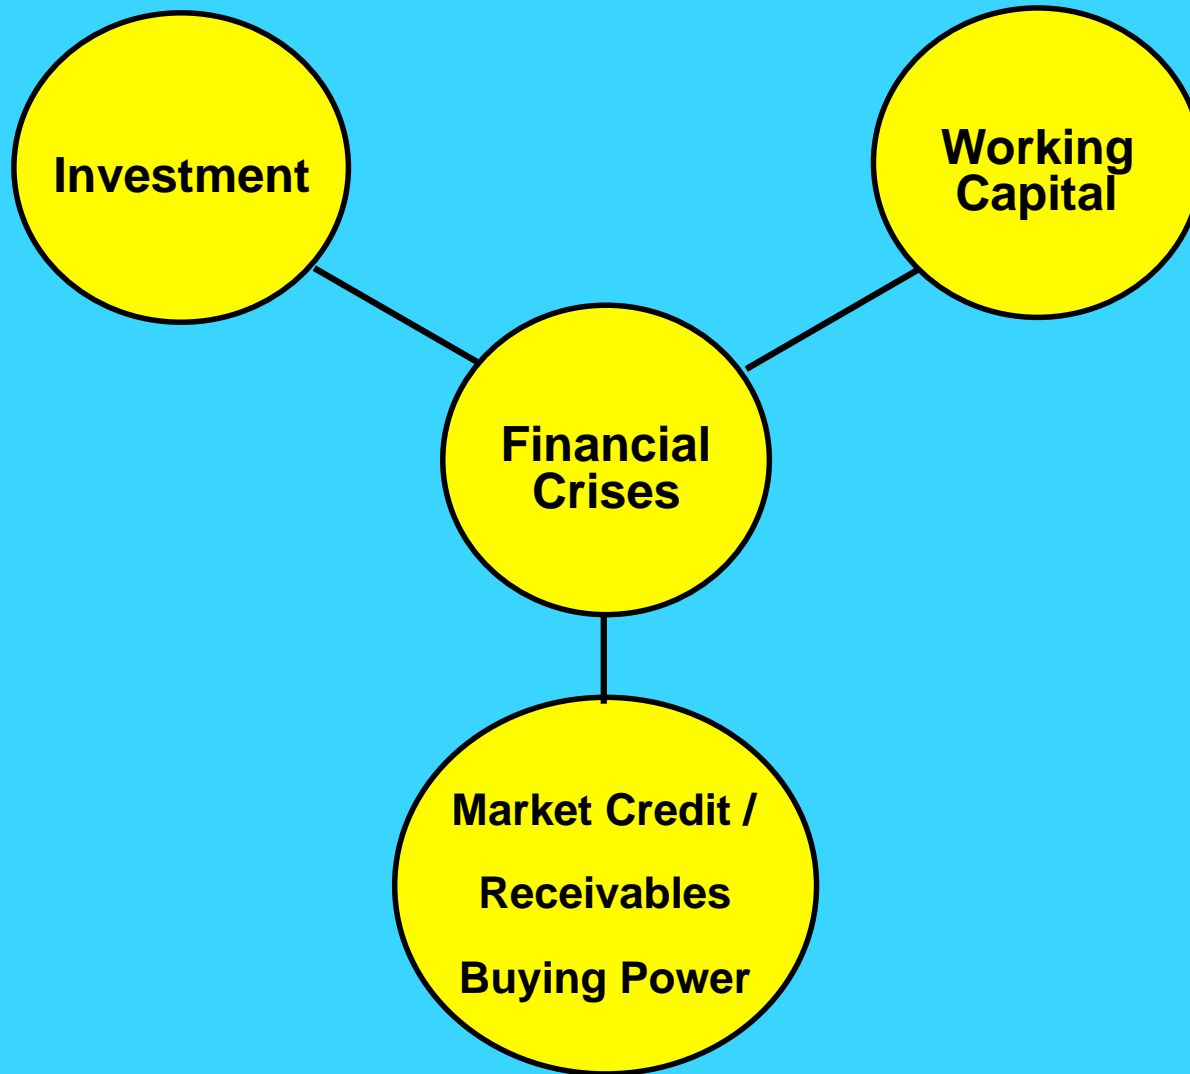 Investment
Working
Capital
Financial
Crises
Market Credit /
Receivables
Buying Power